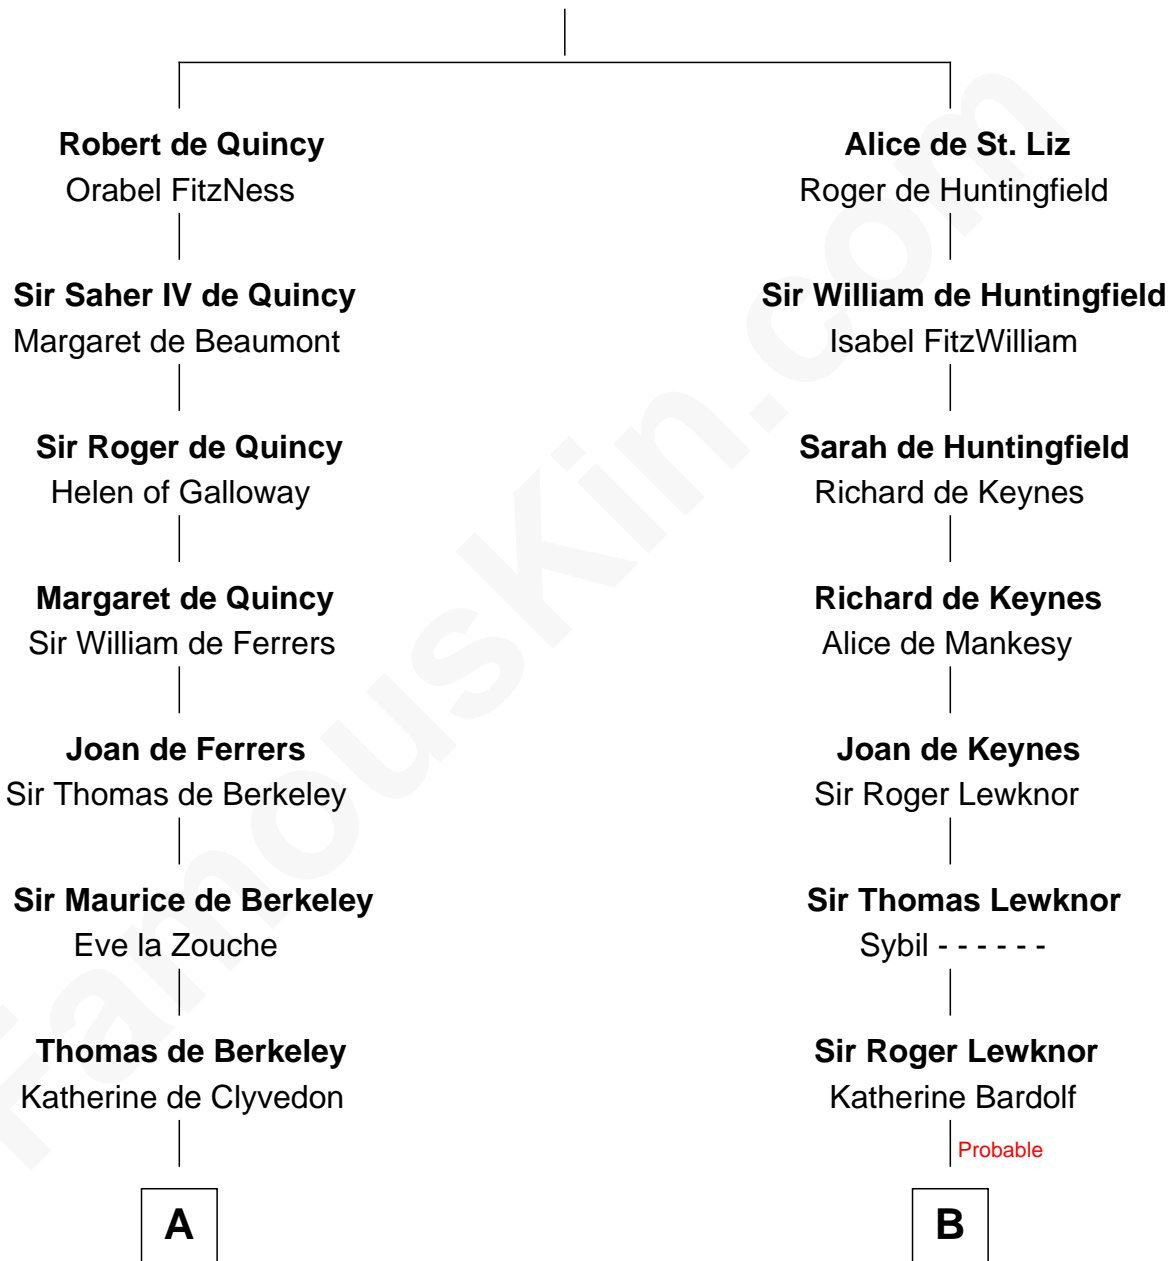 Robert de Quincy
Orabel FitzNess
Sir Saher IV de Quincy
Margaret de Beaumont
Sir Roger de Quincy
Helen of Galloway
Margaret de Quincy
Sir William de Ferrers
Joan de Ferrers
Sir Thomas de Berkeley
Sir Maurice de Berkeley
Eve la Zouche
Thomas de Berkeley
Katherine de Clyvedon
A
Alice de St. Liz
Roger de Huntingfield
Sir William de Huntingfield
Isabel FitzWilliam
Sarah de Huntingfield
Richard de Keynes
Richard de Keynes
Alice de Mankesy
Joan de Keynes
Sir Roger Lewknor
Sir Thomas Lewknor
Sybil - - - - - -
Sir Roger Lewknor
Katherine Bardolf
Probable
B
FamousKin.com